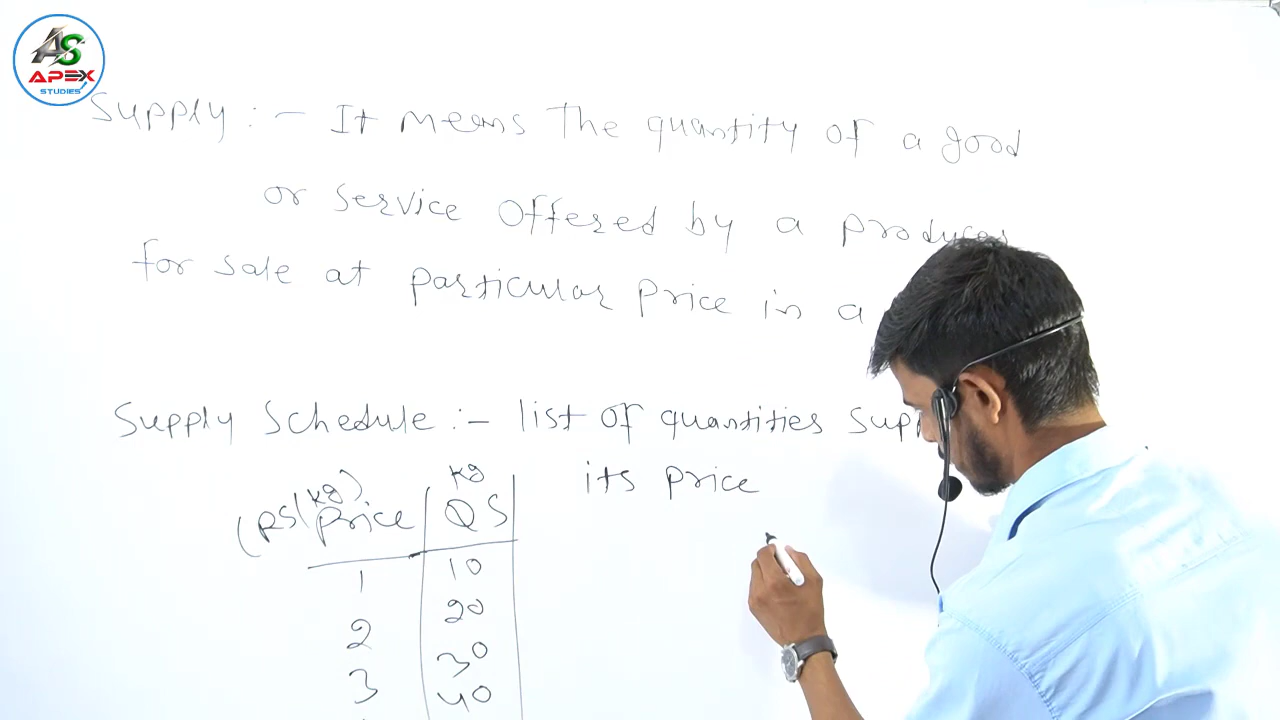 AS
APEX
STUDIES
Supply :- It means The quantity of a good
or service offered by a producer
for sale at particular price in a
Supply Schedule :- list of quantities supp
its price
(RS/kg) price | kg QS
1 10
2 20
3 30
40